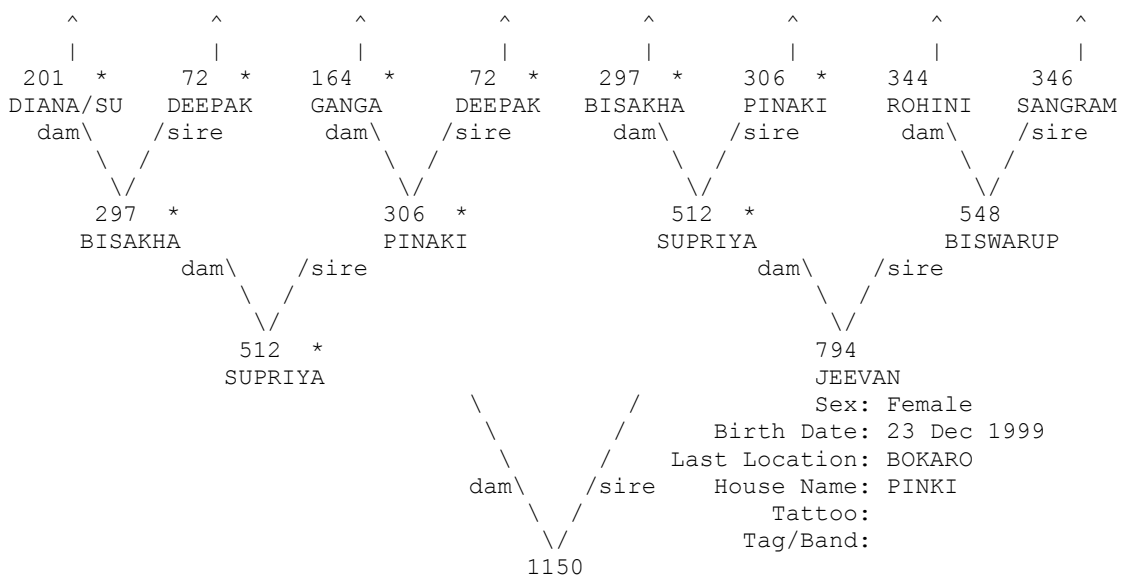 ^ ^ ^ ^ ^ ^ ^ ^
| | | | | | | |
201 * 72 * 164 * 72 * 297 * 306 * 344 346
DIANA/SU DEEPAK GANGA DEEPAK BISAKHA PINAKI ROHINI SANGRAM
dam\ /sire dam\ /sire dam\ /sire dam\ /sire
\ / \ / \ / \ /
\/ \/ \/ \/
297 * 306 * 512 * 548
BISAKHA PINAKI SUPRIYA BISWARUP
dam\ /sire dam\ /sire
\ / \ /
\/ \/
512 * 794
SUPRIYA JEEVAN
\ / Sex: Female
\ / Birth Date: 23 Dec 1999
\ / Last Location: BOKARO
dam\ /sire House Name: PINKI
\ / Tattoo:
\/ Tag/Band:
1150